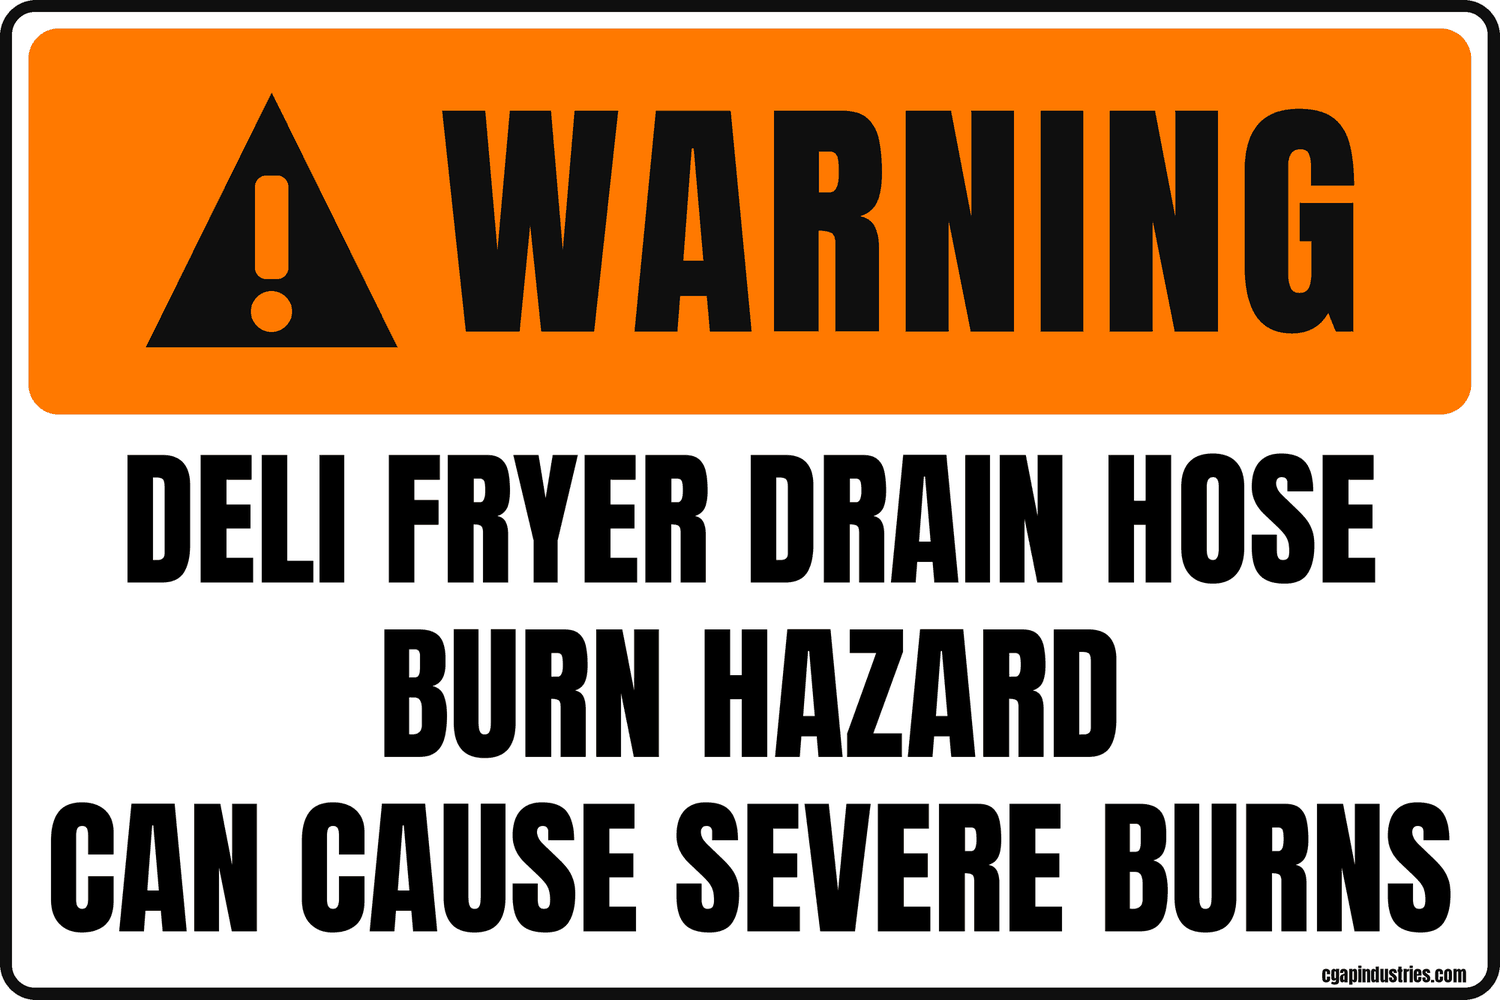 WARNING
DELI FRYER DRAIN HOSE
BURN HAZARD
CAN CAUSE SEVERE BURNS
cgapindustries.com